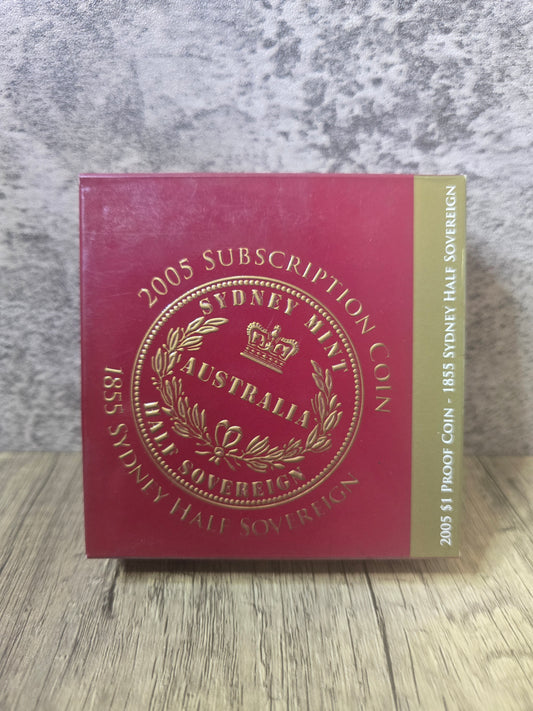 2005 SUBSCRIPTION COIN
SYDNEY MINT
AUSTRALIA
HALF SOVEREIGN
1855 SYDNEY HALF SOVEREIGN
2005 $1 PROOF COIN - 1855 SYDNEY HALF SOVEREIGN